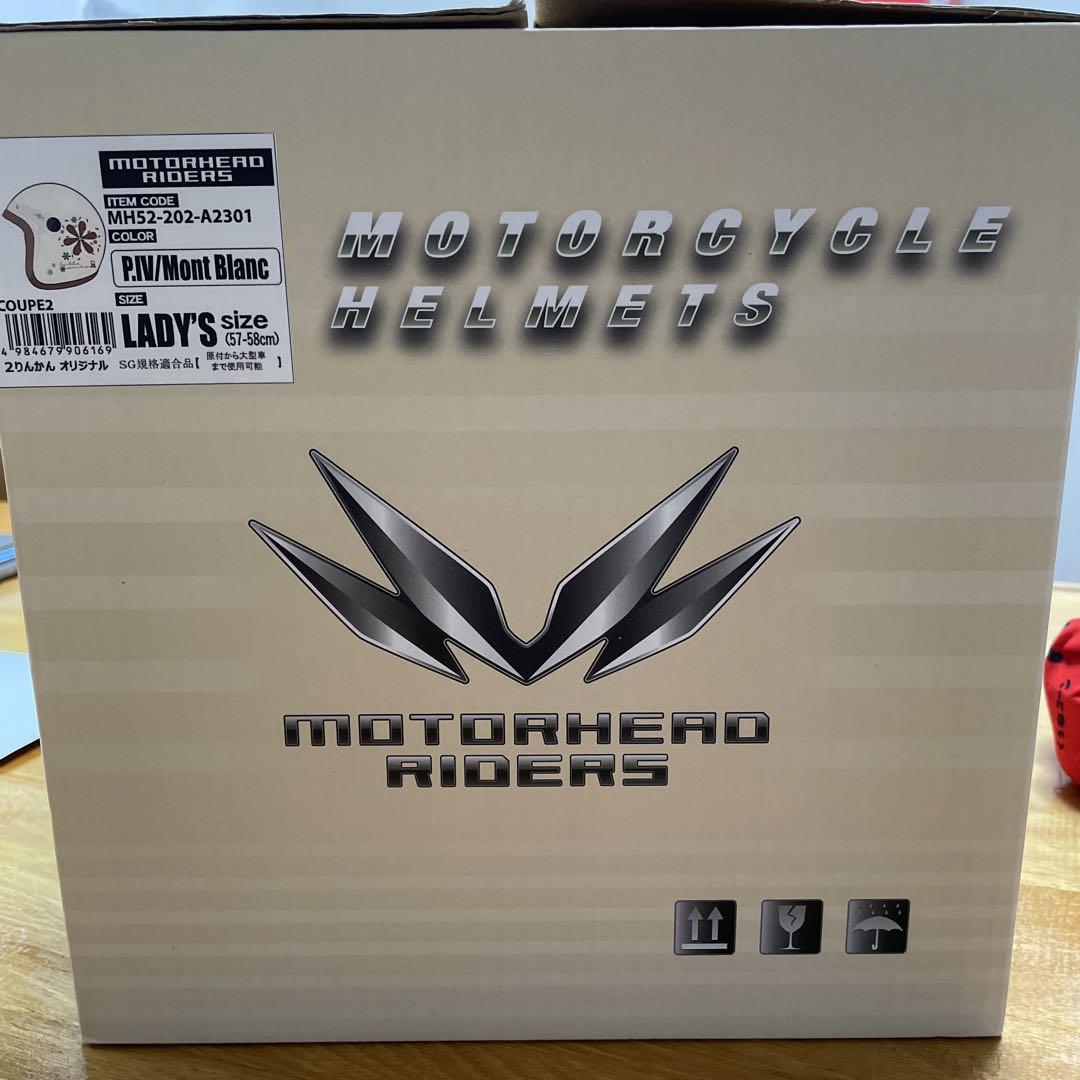 MOTORHEAD
RIDERS
ITEM CODE
MH52-202-A2301
COLOR
P.IV/Mont Blanc
COUPE2
SIZE
LADY'S size
(57-58cm)
4 984679 906169
2りんかん オリジナル
SG規格適合品【原付から大型車
まで使用可能】
MOTORCYCLE
HELMETS
MOTORHEAD
RIDERS